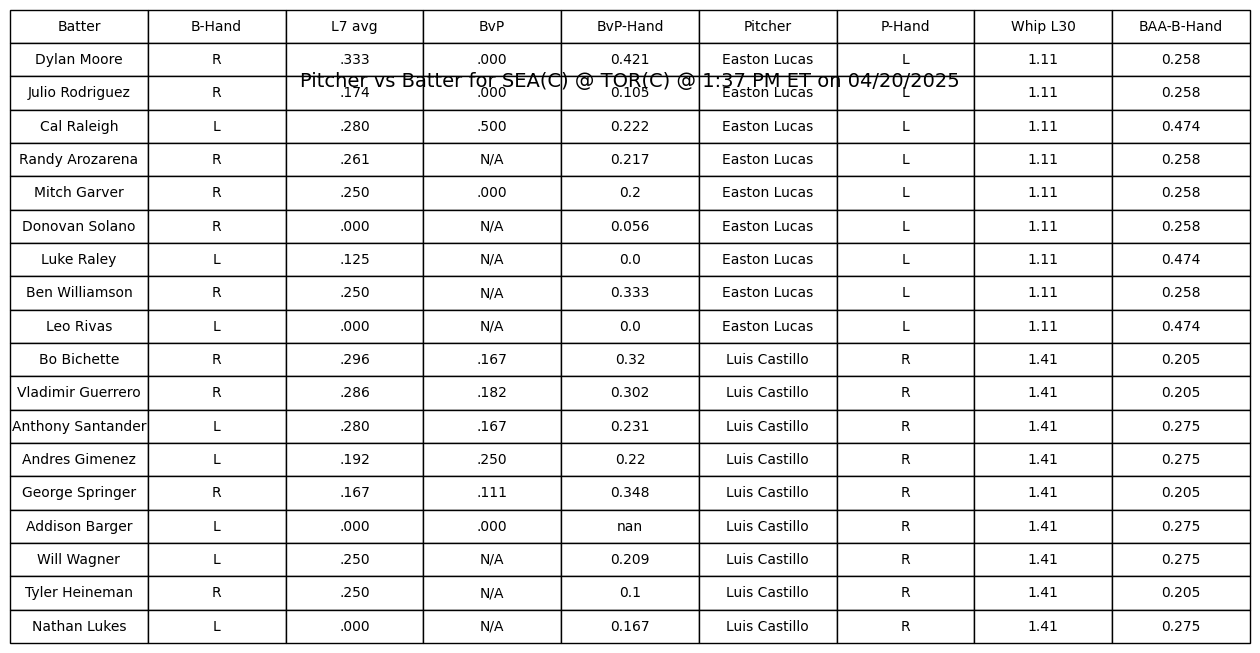 Batter B-Hand L7 avg BvP BvP-Hand Pitcher P-Hand Whip L30 BAA-B-Hand
Dylan Moore R .333 .000 0.421 Easton Lucas L 1.11 0.258
Pitcher vs Batter for SEA(C) @ TOR(C) @ 1:37 PM ET on 04/20/2025
Julio Rodriguez R .174 .000 0.105 Easton Lucas L 1.11 0.258
Cal Raleigh L .280 .500 0.222 Easton Lucas L 1.11 0.474
Randy Arozarena R .261 N/A 0.217 Easton Lucas L 1.11 0.258
Mitch Garver R .250 .000 0.2 Easton Lucas L 1.11 0.258
Donovan Solano R .000 N/A 0.056 Easton Lucas L 1.11 0.258
Luke Raley L .125 N/A 0.0 Easton Lucas L 1.11 0.474
Ben Williamson R .250 N/A 0.333 Easton Lucas L 1.11 0.258
Leo Rivas L .000 N/A 0.0 Easton Lucas L 1.11 0.474
Bo Bichette R .296 .167 0.32 Luis Castillo R 1.41 0.205
Vladimir Guerrero R .286 .182 0.302 Luis Castillo R 1.41 0.205
Anthony Santander L .280 .167 0.231 Luis Castillo R 1.41 0.275
Andres Gimenez L .192 .250 0.22 Luis Castillo R 1.41 0.275
George Springer R .167 .111 0.348 Luis Castillo R 1.41 0.205
Addison Barger L .000 .000 nan Luis Castillo R 1.41 0.275
Will Wagner L .250 N/A 0.209 Luis Castillo R 1.41 0.275
Tyler Heineman R .250 N/A 0.1 Luis Castillo R 1.41 0.205
Nathan Lukes L .000 N/A 0.167 Luis Castillo R 1.41 0.275